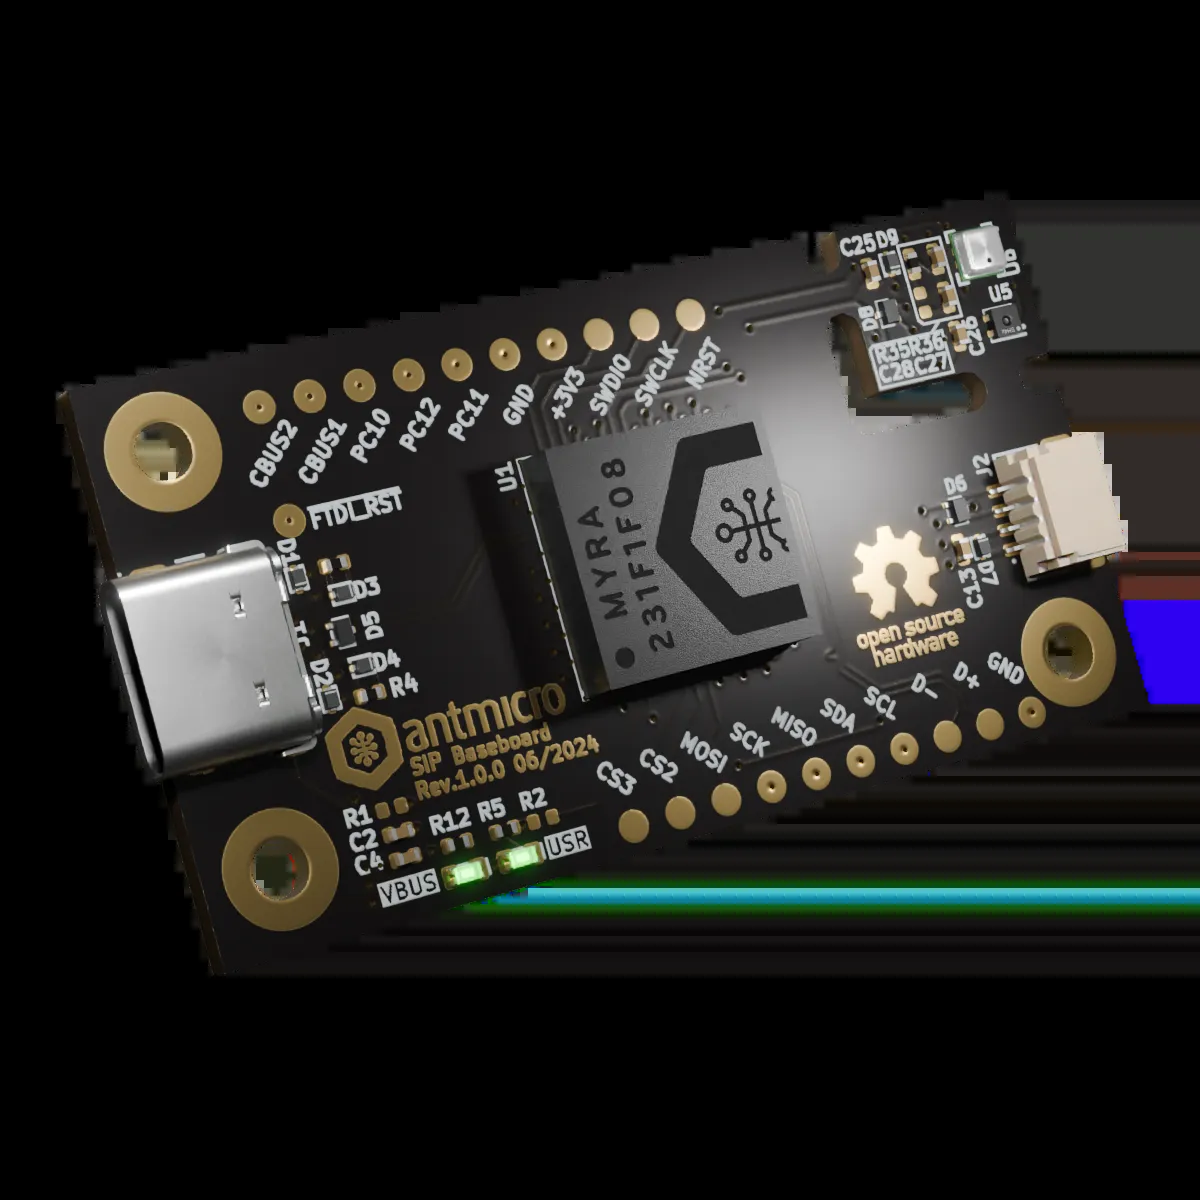 C25
D9
U6
U5
D8
C26
R35R36
C28C27
CBUS2
CBUS1
PC10
PC12
PC11
GND
+3V3
SWDIO
SWCLK
NRST
FTDI_RST
U1
MYRA
231F1F08
J2
D6
C13
D7
D1
D3
D5
D4
D2
R4
open source
hardware
antmicro
SIP Baseboard
Rev.1.0.0 06/2024
CS3
CS2
MOSI
SCK
MISO
SDA
SCL
D-
D+
GND
R1
C2
C4
R12
R5
R2
VBUS
USR